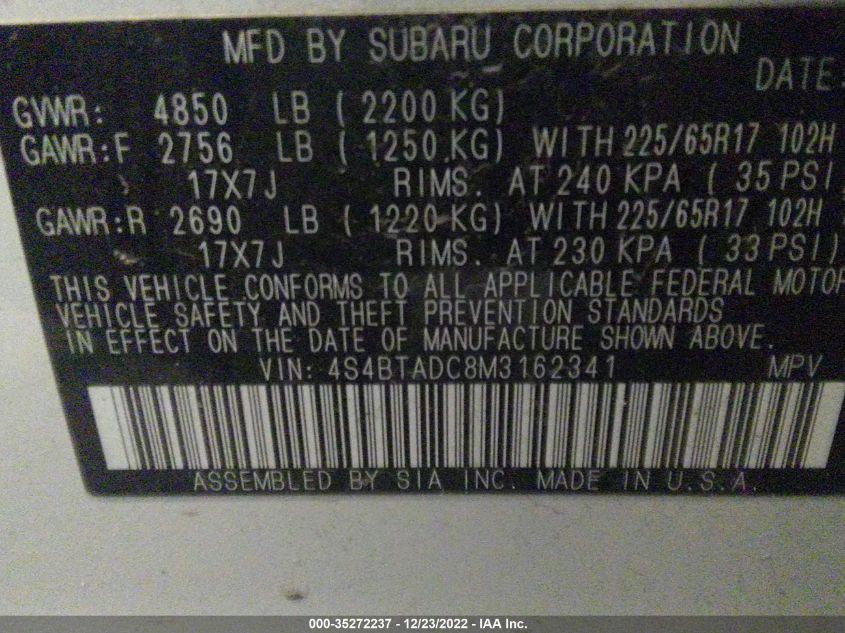 MFD BY SUBARU CORPORATION
DATE:
GVWR: 4850 LB ( 2200 KG)
GAWR:F 2756 LB ( 1250 KG) WITH 225/65R17 102H
17X7J RIMS. AT 240 KPA ( 35 PSI
GAWR:R 2690 LB ( 1220 KG) WITH 225/65R17 102H
17X7J RIMS. AT 230 KPA ( 33 PSI)
THIS VEHICLE CONFORMS TO ALL APPLICABLE FEDERAL MOTOR
VEHICLE SAFETY AND THEFT PREVENTION STANDARDS
IN EFFECT ON THE DATE OF MANUFACTURE SHOWN ABOVE.
VIN: 4S4BTADC8M3162341 MPV
ASSEMBLED BY SIA INC. MADE IN U.S.A.
000-35272237 - 12/23/2022 - IAA Inc.